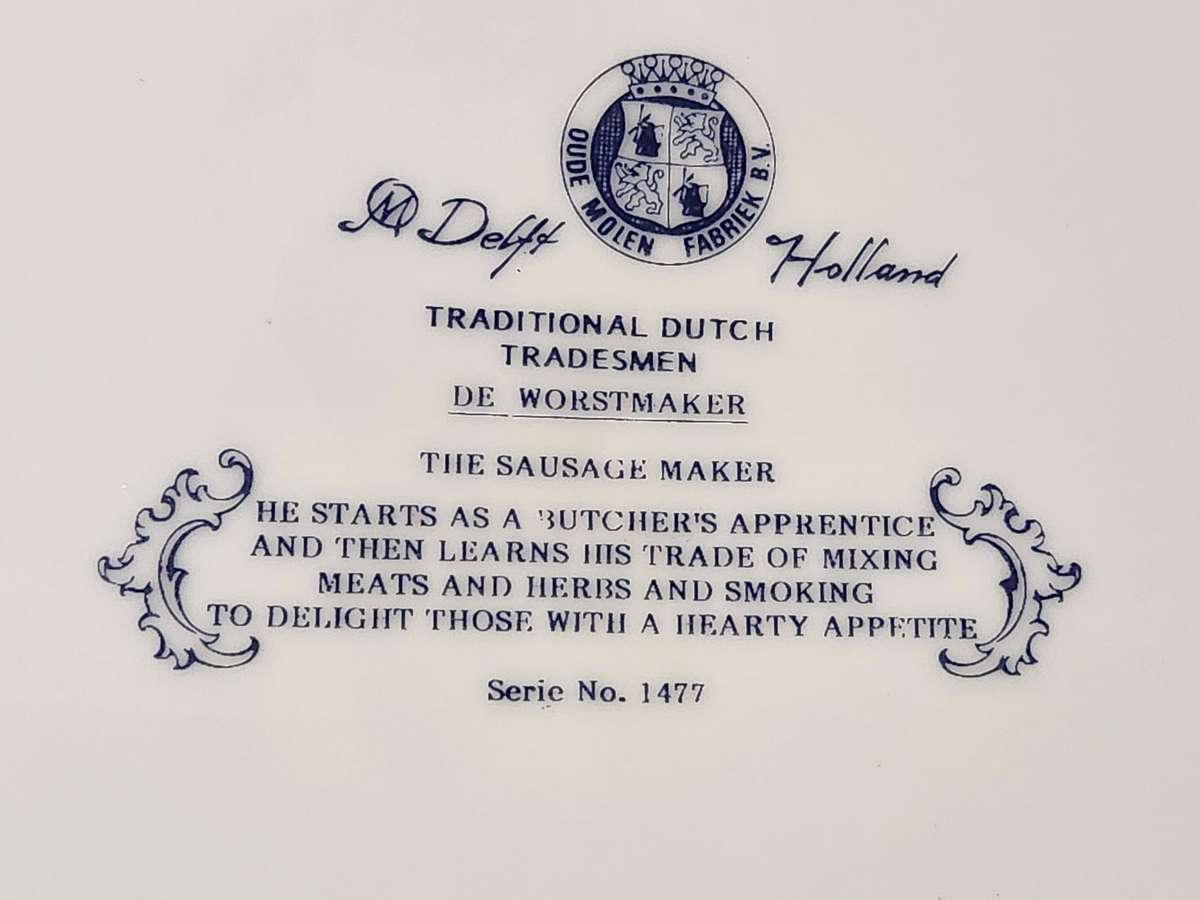 OUDE MOLEN FABRIEK B.V.
M Delft Holland
TRADITIONAL DUTCH
TRADESMEN
DE WORSTMAKER
THE SAUSAGE MAKER
HE STARTS AS A BUTCHER'S APPRENTICE
AND THEN LEARNS HIS TRADE OF MIXING
MEATS AND HERBS AND SMOKING
TO DELIGHT THOSE WITH A HEARTY APPETITE
Serie No. 1477